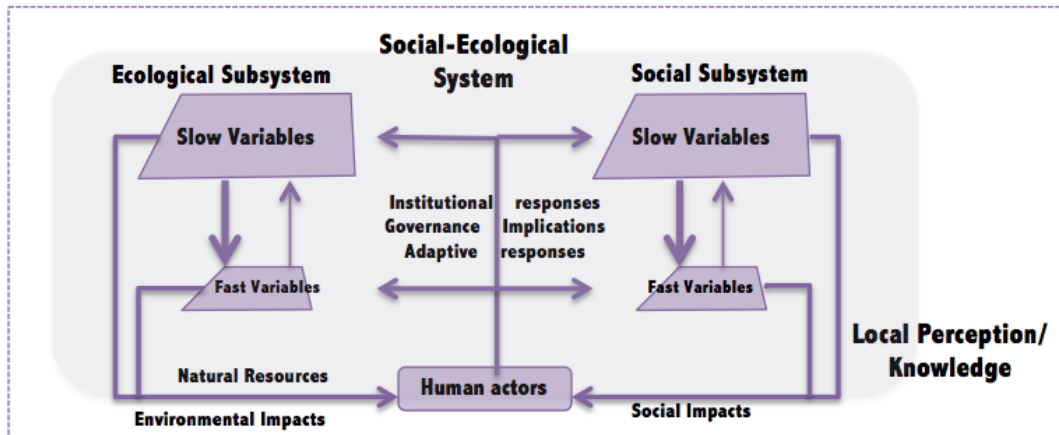 Social-Ecological
System
Ecological Subsystem
Social Subsystem
Slow Variables
Slow Variables
Institutional responses
Governance Implications
Adaptive responses
Fast Variables
Fast Variables
Local Perception/
Knowledge
Natural Resources
Human actors
Environmental Impacts
Social Impacts